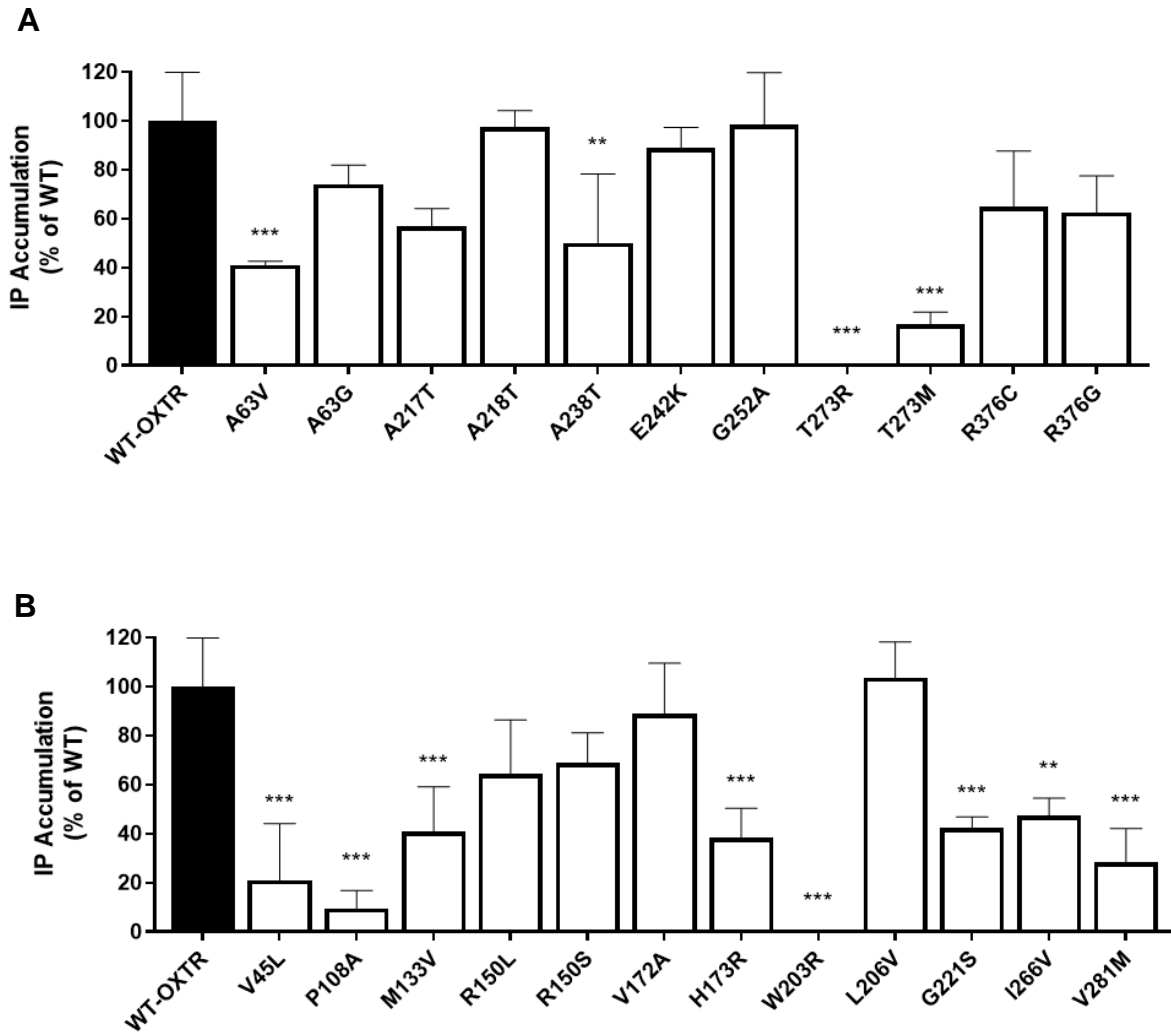 A
IP Accumulation
(% of WT)
120
100
80
60
40
20
0
***
**
***
***
WT-OXTR
A63V
A63G
A217T
A218T
A238T
E242K
G252A
T273R
T273M
R376C
R376G
B
IP Accumulation
(% of WT)
120
100
80
60
40
20
0
***
***
***
***
***
***
**
***
WT-OXTR
V45L
P108A
M133V
R150L
R150S
V172A
H173R
W203R
L206V
G221S
I266V
V281M